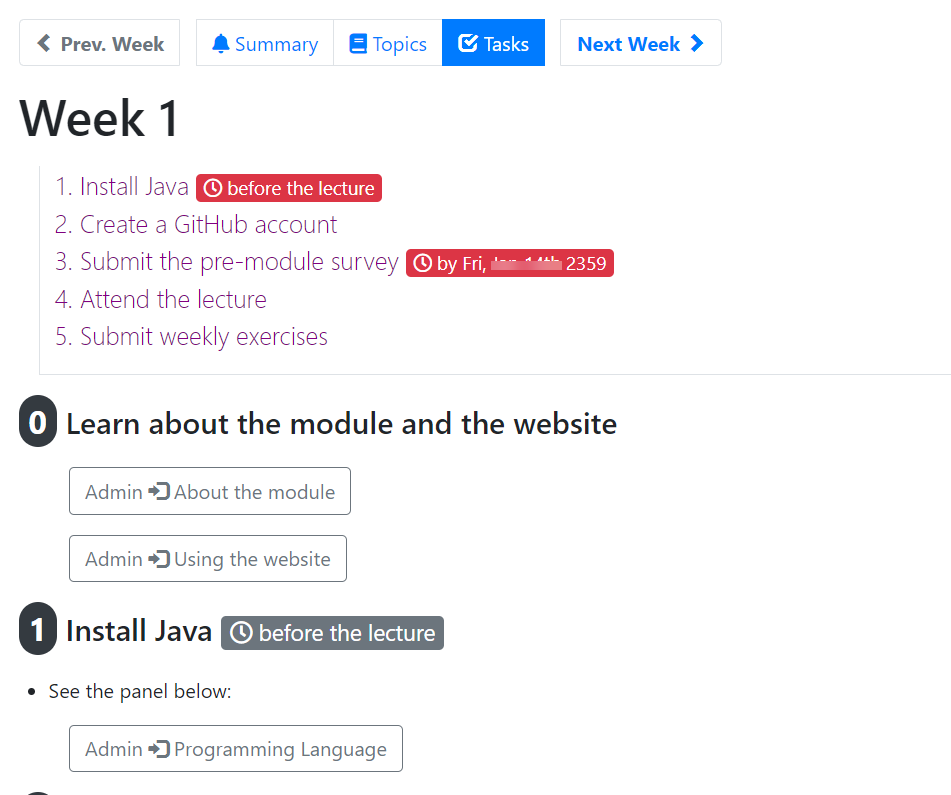 Prev. Week Summary Topics Tasks Next Week
Week 1
1. Install Java before the lecture
2. Create a GitHub account
3. Submit the pre-module survey by Fri, 2359
4. Attend the lecture
5. Submit weekly exercises
0 Learn about the module and the website
Admin About the module
Admin Using the website
1 Install Java before the lecture
• See the panel below:
Admin Programming Language